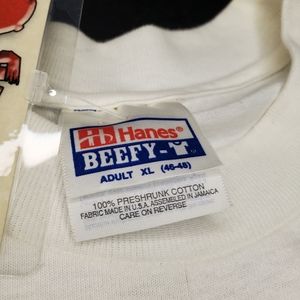 Hanes®
BEEFY-T
ADULT XL (46-48)
100% PRESHRUNK COTTON
FABRIC MADE IN U.S.A. ASSEMBLED IN JAMAICA
CARE ON REVERSE